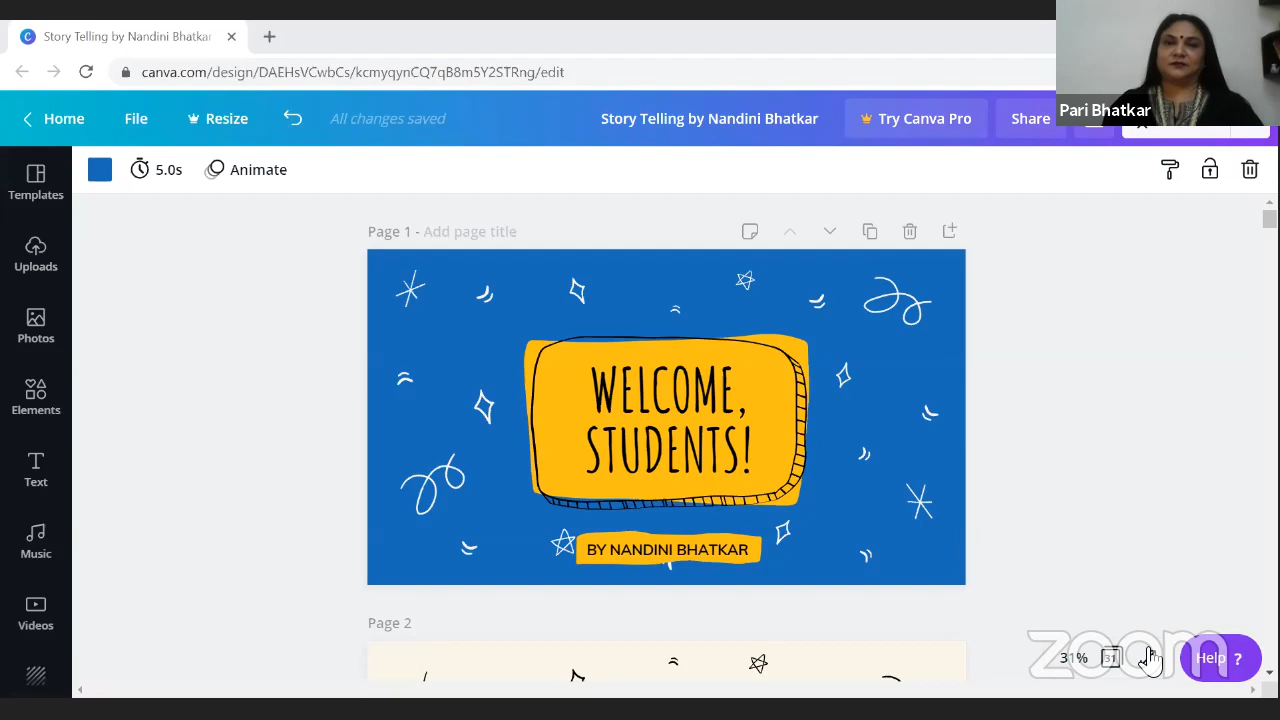 Story Telling by Nandini Bhatkar
canva.com/design/DAEHsVCwbCs/kcmyqynCQ7qB8m5Y2STRng/edit
Pari Bhatkar
Home
File
Resize
All changes saved
Story Telling by Nandini Bhatkar
Try Canva Pro
Share
5.0s
Animate
Templates
Uploads
Photos
Elements
Text
Music
Videos
Page 1 - Add page title
WELCOME,
STUDENTS!
BY NANDINI BHATKAR
Page 2
zoom
31%
31
Help ?